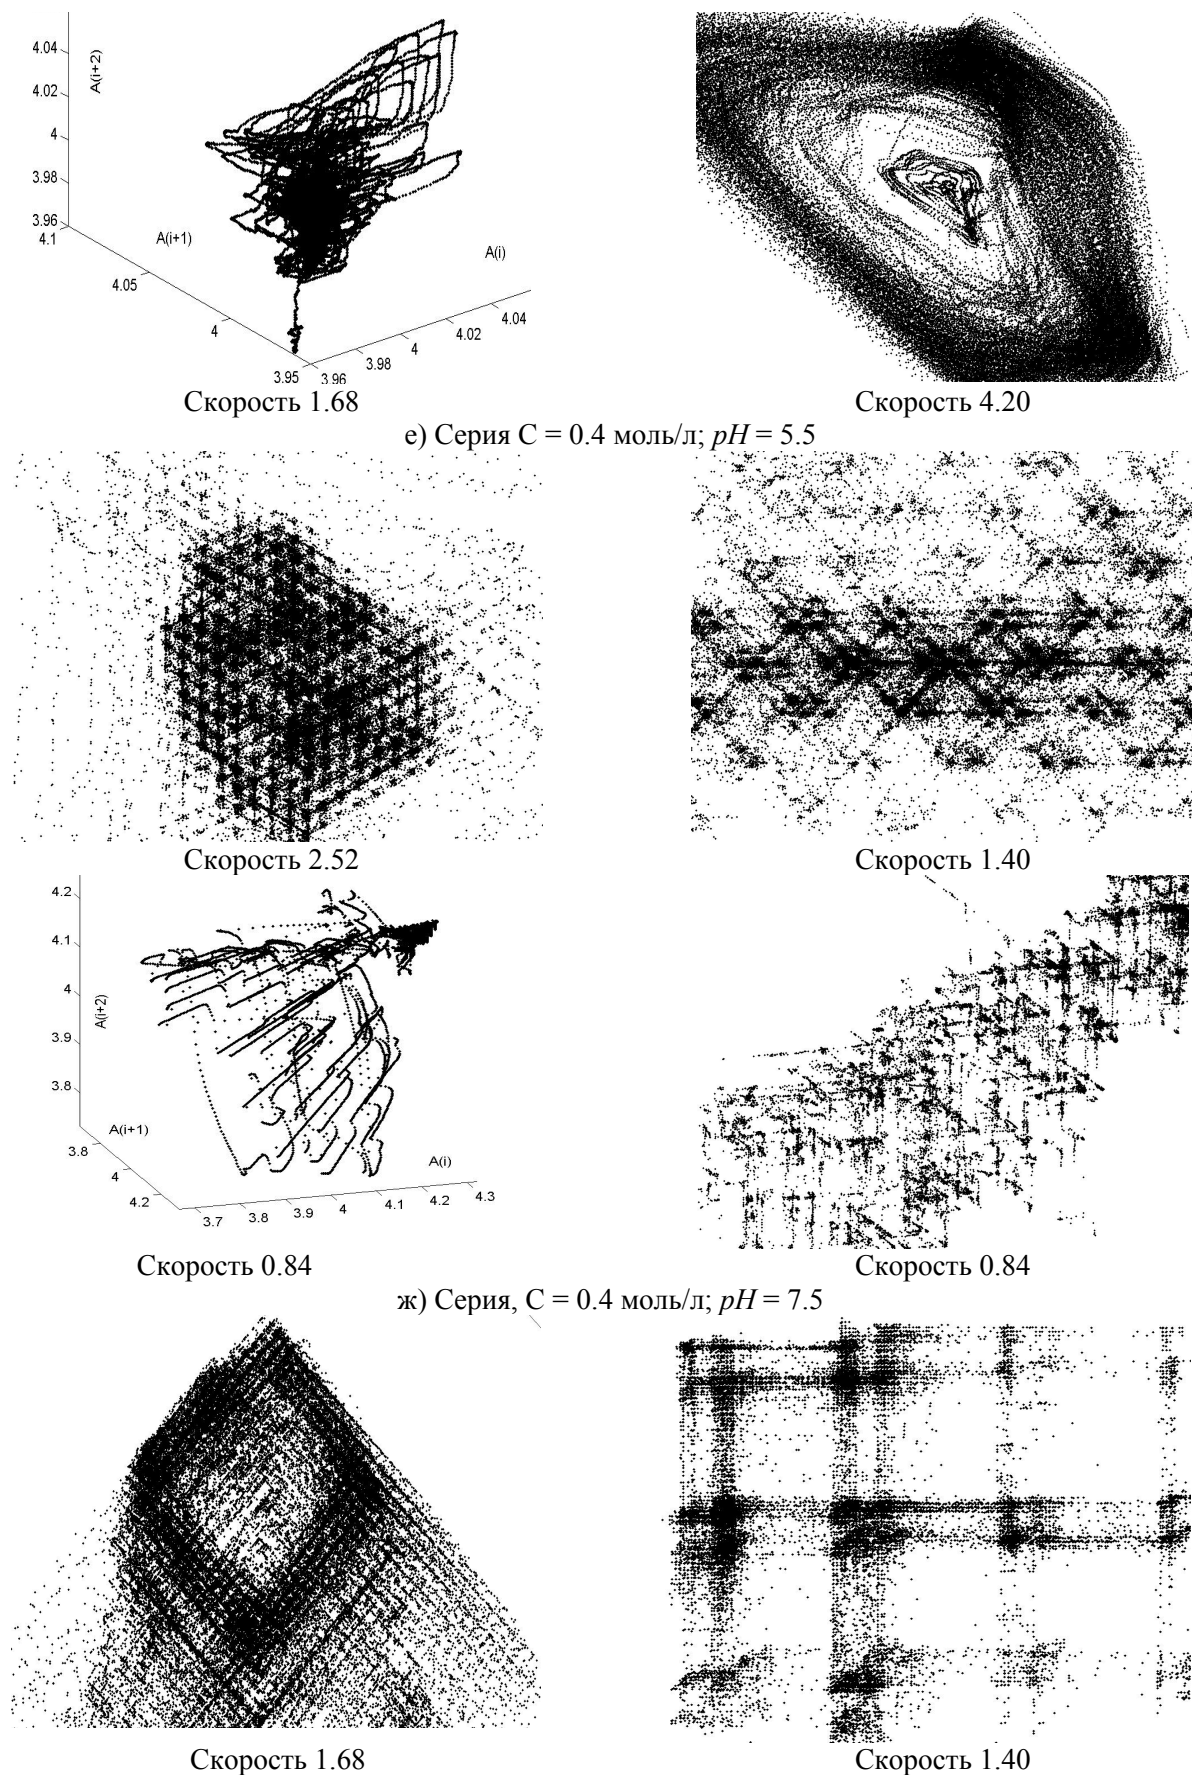 4.04
A(i+2)
4.02
4
3.98
3.96
4.1
A(i+1)
A(i)
4.05
4
4.04
4.02
4
3.98
3.95
3.96
Скорость 1.68
Скорость 4.20
е) Серия С = 0.4 моль/л; pH = 5.5
Скорость 2.52
Скорость 1.40
4.2
4.1
4
A(i+2)
3.9
3.8
A(i+1)
3.8
4
4.2
A(i)
3.7
3.8
3.9
4
4.1
4.2
4.3
Скорость 0.84
Скорость 0.84
ж) Серия, С = 0.4 моль/л; pH = 7.5
Скорость 1.68
Скорость 1.40